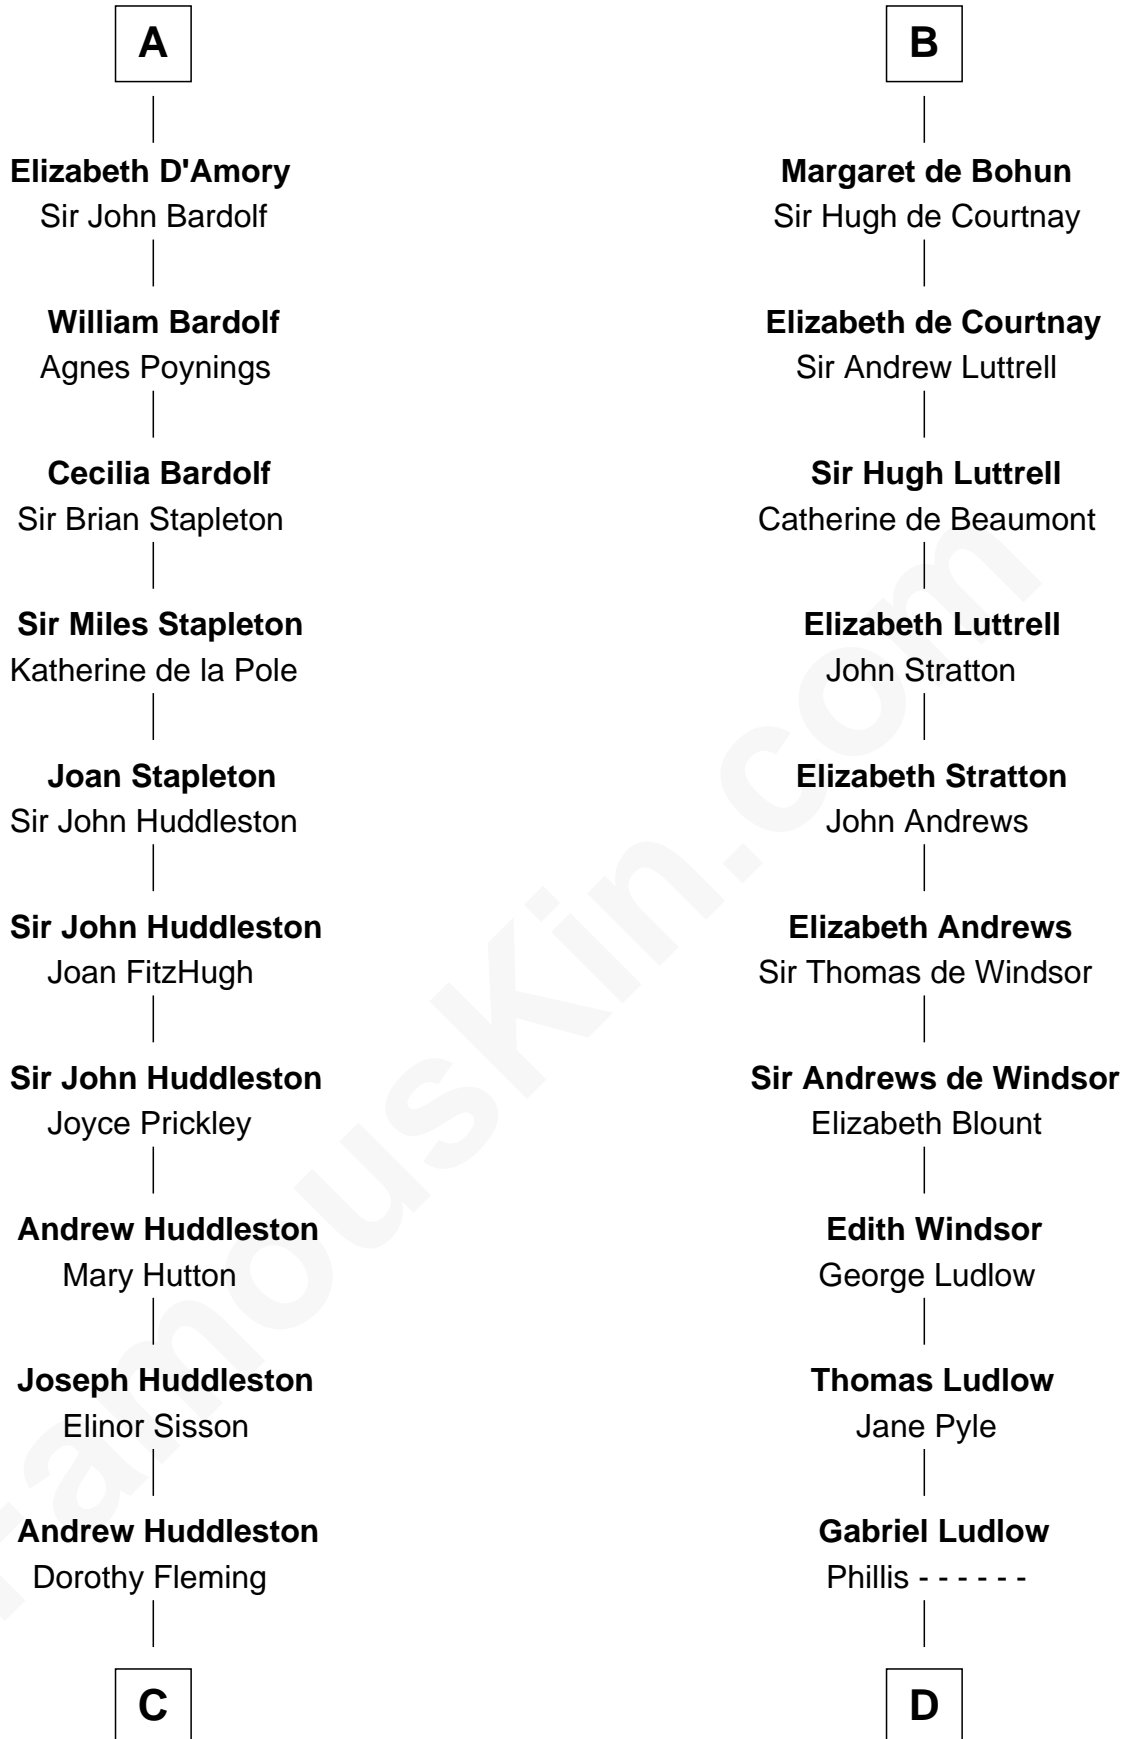 A
Elizabeth D'Amory
Sir John Bardolf
William Bardolf
Agnes Poynings
Cecilia Bardolf
Sir Brian Stapleton
Sir Miles Stapleton
Katherine de la Pole
Joan Stapleton
Sir John Huddleston
Sir John Huddleston
Joan FitzHugh
Sir John Huddleston
Joyce Prickley
Andrew Huddleston
Mary Hutton
Joseph Huddleston
Elinor Sisson
Andrew Huddleston
Dorothy Fleming
C
B
Margaret de Bohun
Sir Hugh de Courtnay
Elizabeth de Courtnay
Sir Andrew Luttrell
Sir Hugh Luttrell
Catherine de Beaumont
Elizabeth Luttrell
John Stratton
Elizabeth Stratton
John Andrews
Elizabeth Andrews
Sir Thomas de Windsor
Sir Andrews de Windsor
Elizabeth Blount
Edith Windsor
George Ludlow
Thomas Ludlow
Jane Pyle
Gabriel Ludlow
Phillis - - - - - -
D
FamousKin.com